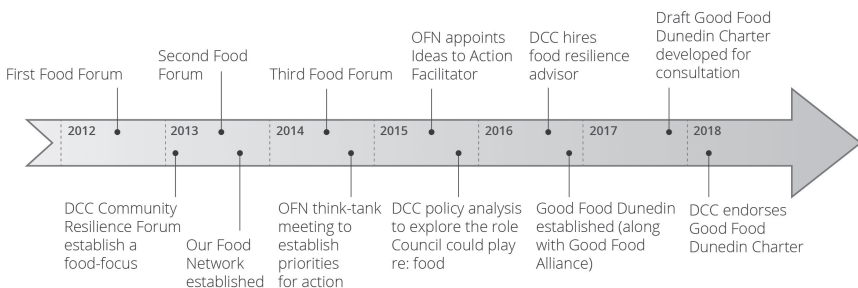 First Food Forum
Second Food
Forum
Third Food Forum
OFN appoints
Ideas to Action
Facilitator
DCC hires
food resilience
advisor
Draft Good Food
Dunedin Charter
developed for
consultation
2012
2013
2014
2015
2016
2017
2018
DCC Community
Resilience Forum
establish a
food-focus
Our Food
Network
established
OFN think-tank
meeting to
establish
priorities
for action
DCC policy analysis
to explore the role
Council could play
re: food
Good Food Dunedin
established (along
with Good Food
Alliance)
DCC endorses
Good Food
Dunedin Charter